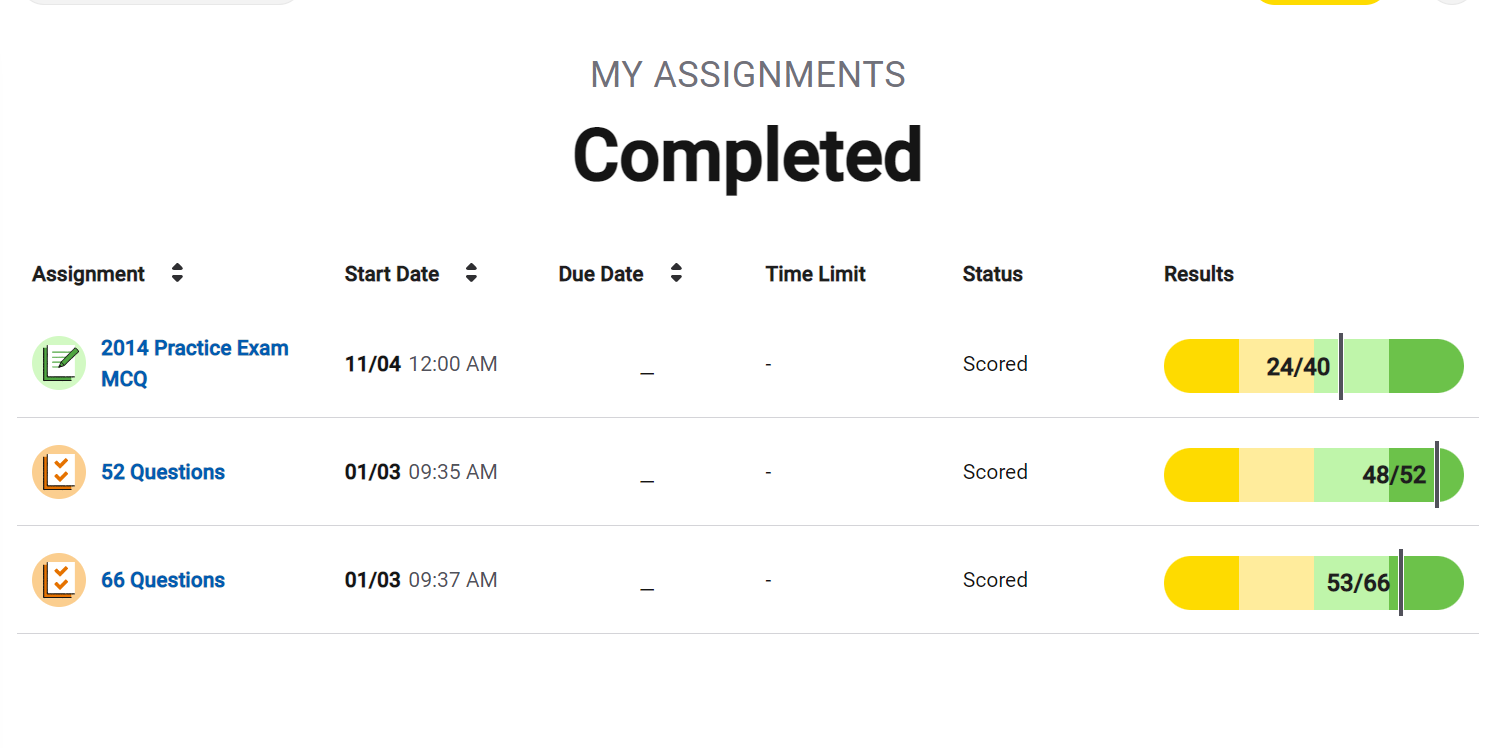 MY ASSIGNMENTS
Completed
Assignment Start Date Due Date Time Limit Status Results
2014 Practice Exam
MCQ
11/04 12:00 AM _ - Scored 24/40
52 Questions 01/03 09:35 AM _ - Scored 48/52
66 Questions 01/03 09:37 AM _ - Scored 53/66